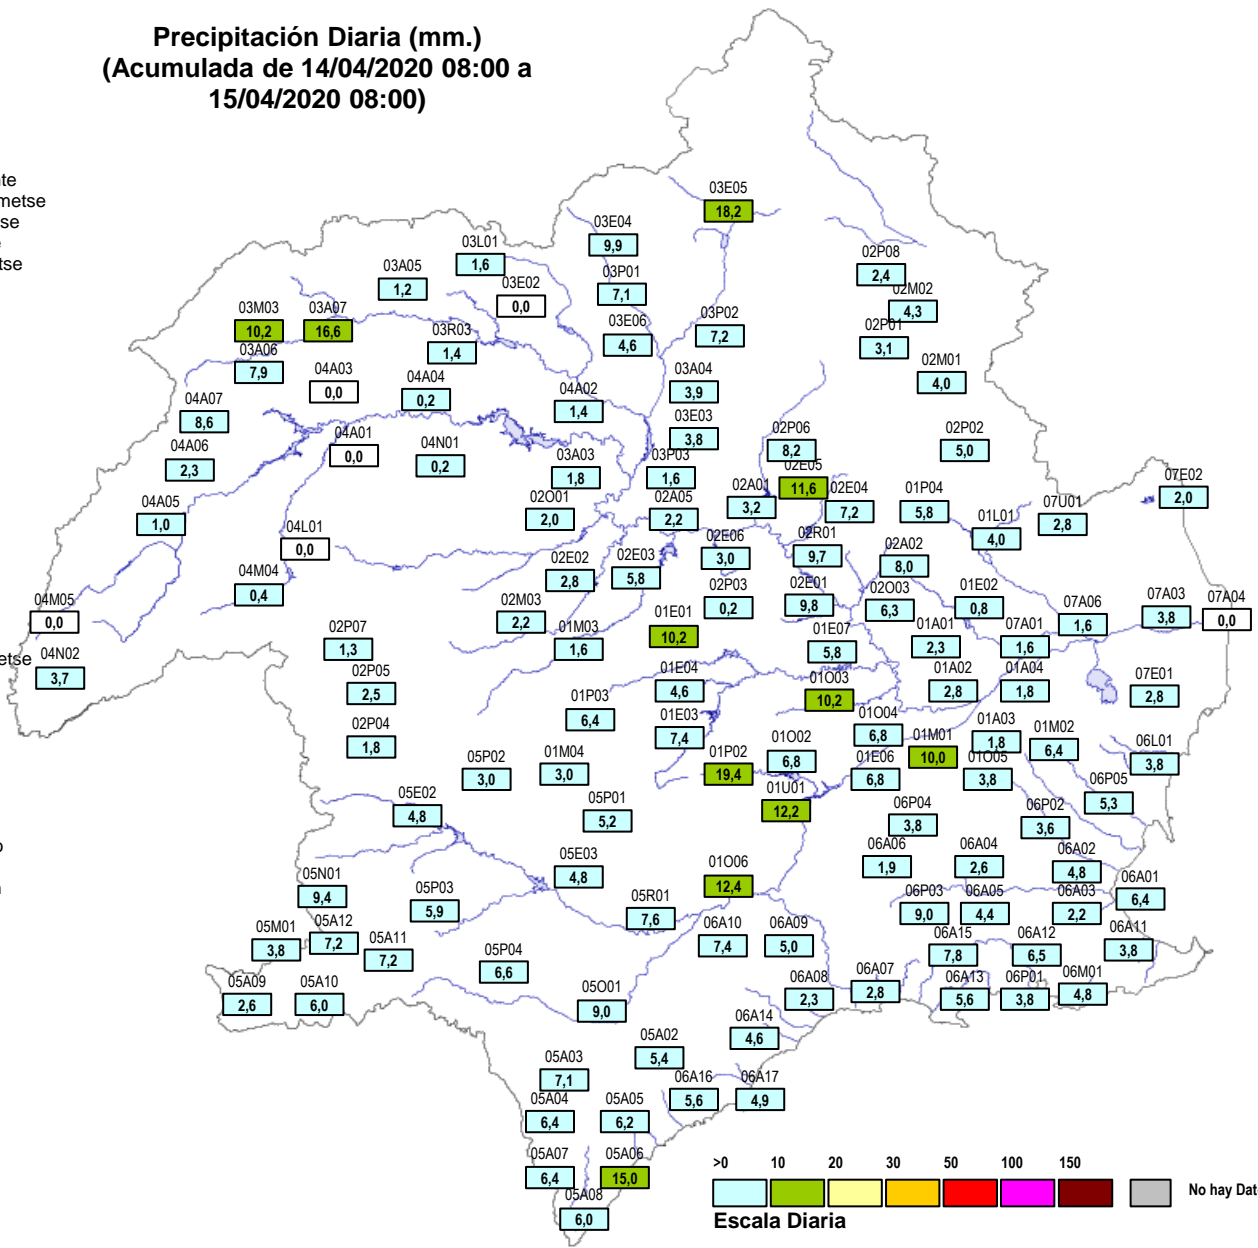 Precipitación Diaria (mm.)
(Acumulada de 14/04/2020 08:00 a
15/04/2020 08:00)
nte
metse
se
tse
etse
03E05
18,2
03E04
9,9
03L01
1,6
03A05
1,2
03E02
0,0
03P01
7,1
02P08
2,4
02M02
4,3
03M03
10,2
03A07
16,6
03R03
1,4
03E06
4,6
03P02
7,2
02P01
3,1
03A06
7,9
04A03
0,0
04A04
0,2
04A02
1,4
03A04
3,9
02M01
4,0
04A07
8,6
03E03
3,8
04A01
0,0
04N01
0,2
02P06
8,2
02P02
5,0
04A06
2,3
03A03
1,8
03P03
1,6
02E05
11,6
07E02
2,0
04A05
1,0
02O01
2,0
02A05
2,2
02A01
3,2
02E04
7,2
01P04
5,8
01L01
4,0
07U01
2,8
04L01
0,0
02E06
3,0
02R01
9,7
02A02
8,0
04M04
0,4
02E02
2,8
02E03
5,8
04M05
0,0
02M03
2,2
02P03
0,2
02E01
9,8
02O03
6,3
01E02
0,8
07A06
1,6
07A03
3,8
07A04
0,0
04N02
3,7
02P07
1,3
01M03
1,6
01E01
10,2
01E07
5,8
01A01
2,3
07A01
1,6
02P05
2,5
01E04
4,6
01O03
10,2
01A02
2,8
01A04
1,8
07E01
2,8
01P03
6,4
02P04
1,8
01E03
7,4
01O04
6,8
01M01
10,0
01A03
1,8
01M02
6,4
06L01
3,8
05P02
3,0
01M04
3,0
01P02
19,4
01O02
6,8
01E06
6,8
01O05
3,8
06P05
5,3
05E02
4,8
05P01
5,2
01U01
12,2
06P04
3,8
06P02
3,6
05E03
4,8
01O06
12,4
06A06
1,9
06A04
2,6
06A02
4,8
05N01
9,4
05P03
5,9
05R01
7,6
06P03
9,0
06A05
4,4
06A03
2,2
06A01
6,4
05M01
3,8
05A12
7,2
05A11
7,2
06A10
7,4
06A09
5,0
06A15
7,8
06A12
6,5
06A11
3,8
05P04
6,6
05A09
2,6
05A10
6,0
05O01
9,0
06A08
2,3
06A07
2,8
06A13
5,6
06P01
3,8
06M01
4,8
06A14
4,6
05A02
5,4
05A03
7,1
06A16
5,6
06A17
4,9
05A04
6,4
05A05
6,2
05A07
6,4
05A06
15,0
05A08
6,0
>0 10 20 30 50 100 150
No hay Dat
Escala Diaria